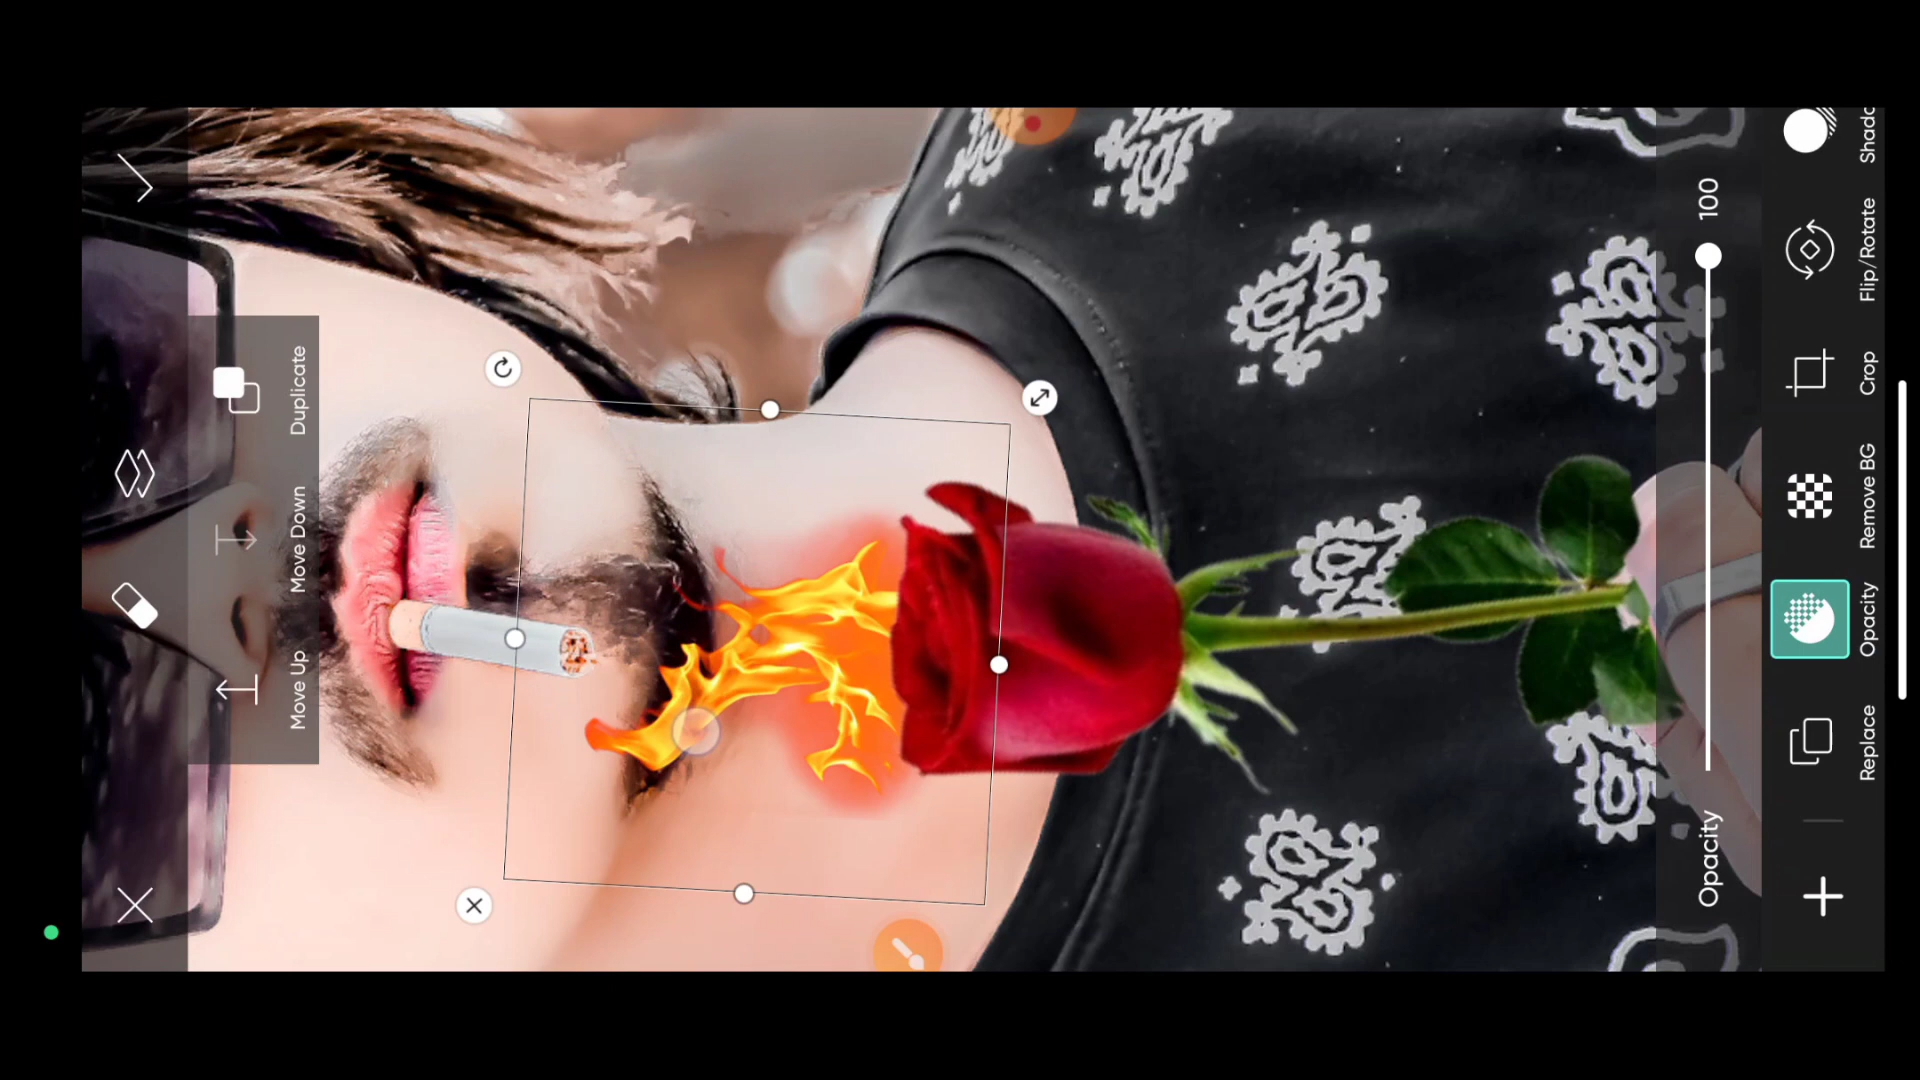 Duplicate
Move Down
Move Up
100
Opacity
Shado
Flip/Rotate
Crop
Remove BG
Opacity
Replace